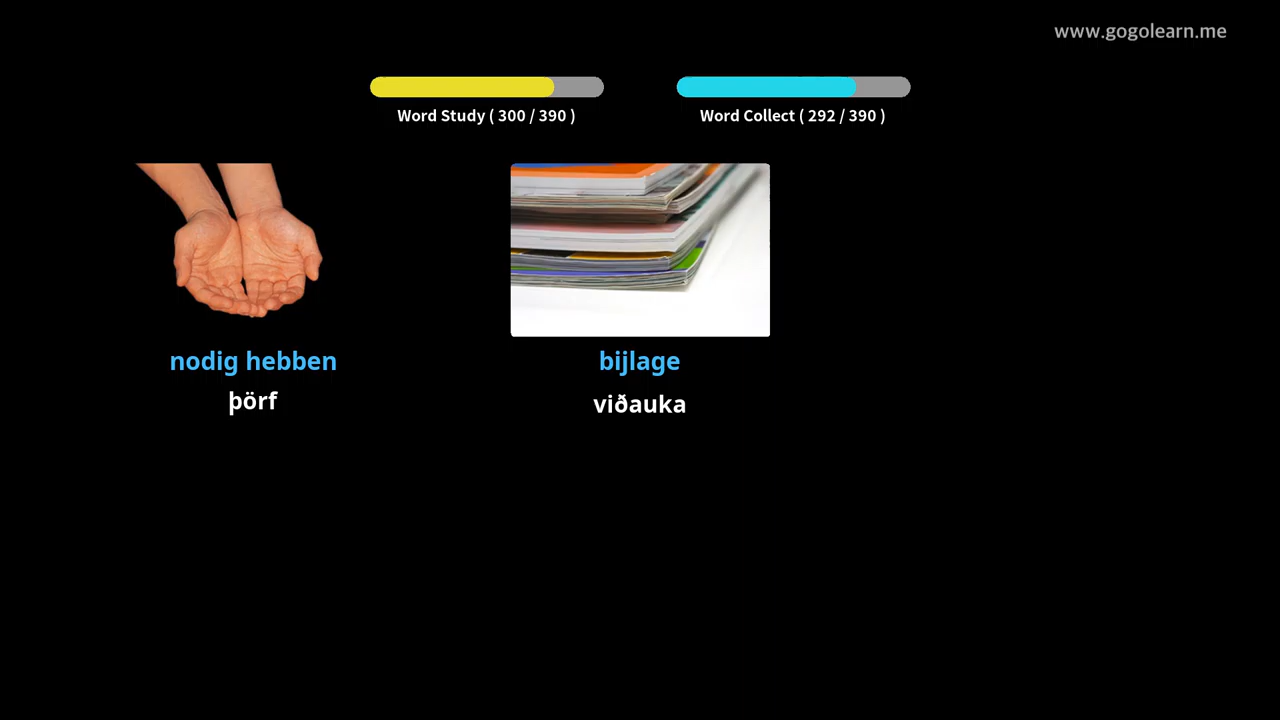 www.gogolearn.me
Word Study ( 300 / 390 )
Word Collect ( 292 / 390 )
nodig hebben
þörf
bijlage
viðauka